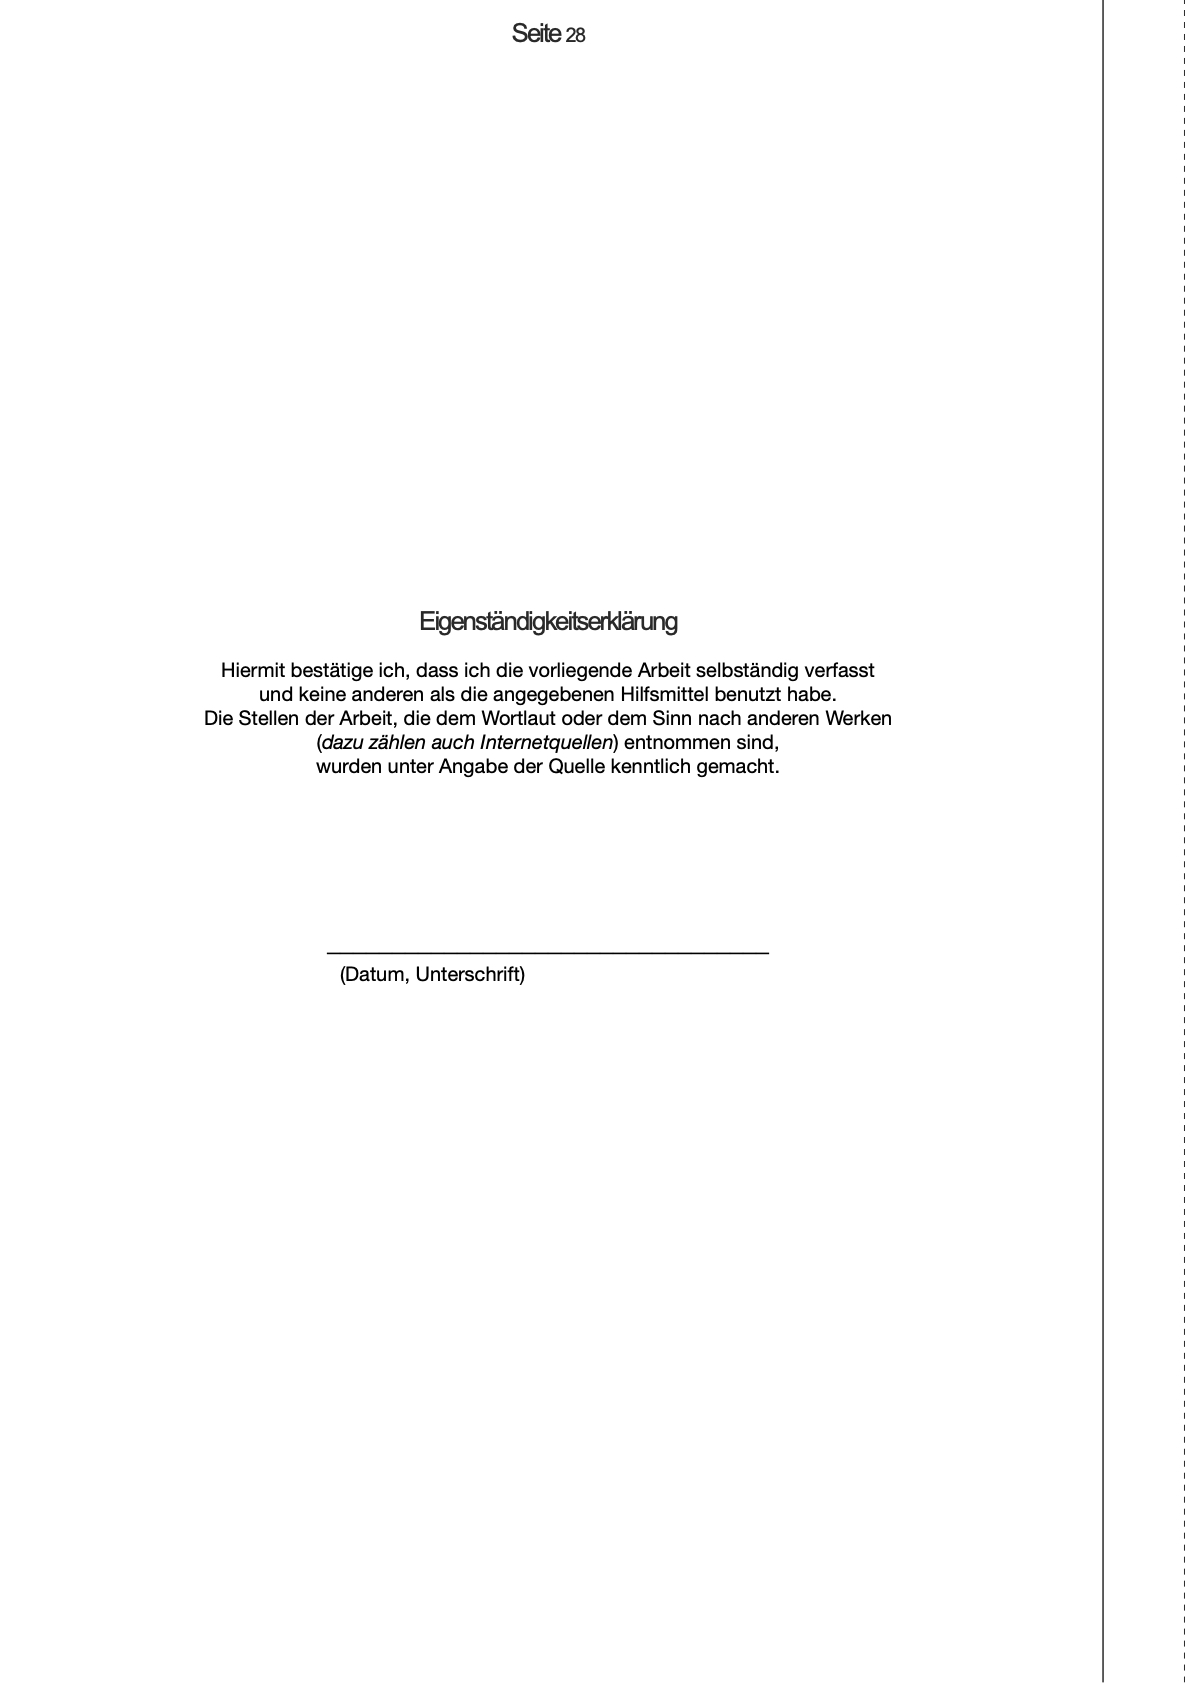 Seite 28
Eigenständigkeitserklärung
Hiermit bestätige ich, dass ich die vorliegende Arbeit selbständig verfasst
und keine anderen als die angegebenen Hilfsmittel benutzt habe.
Die Stellen der Arbeit, die dem Wortlaut oder dem Sinn nach anderen Werken
(dazu zählen auch Internetquellen) entnommen sind,
wurden unter Angabe der Quelle kenntlich gemacht.
(Datum, Unterschrift)